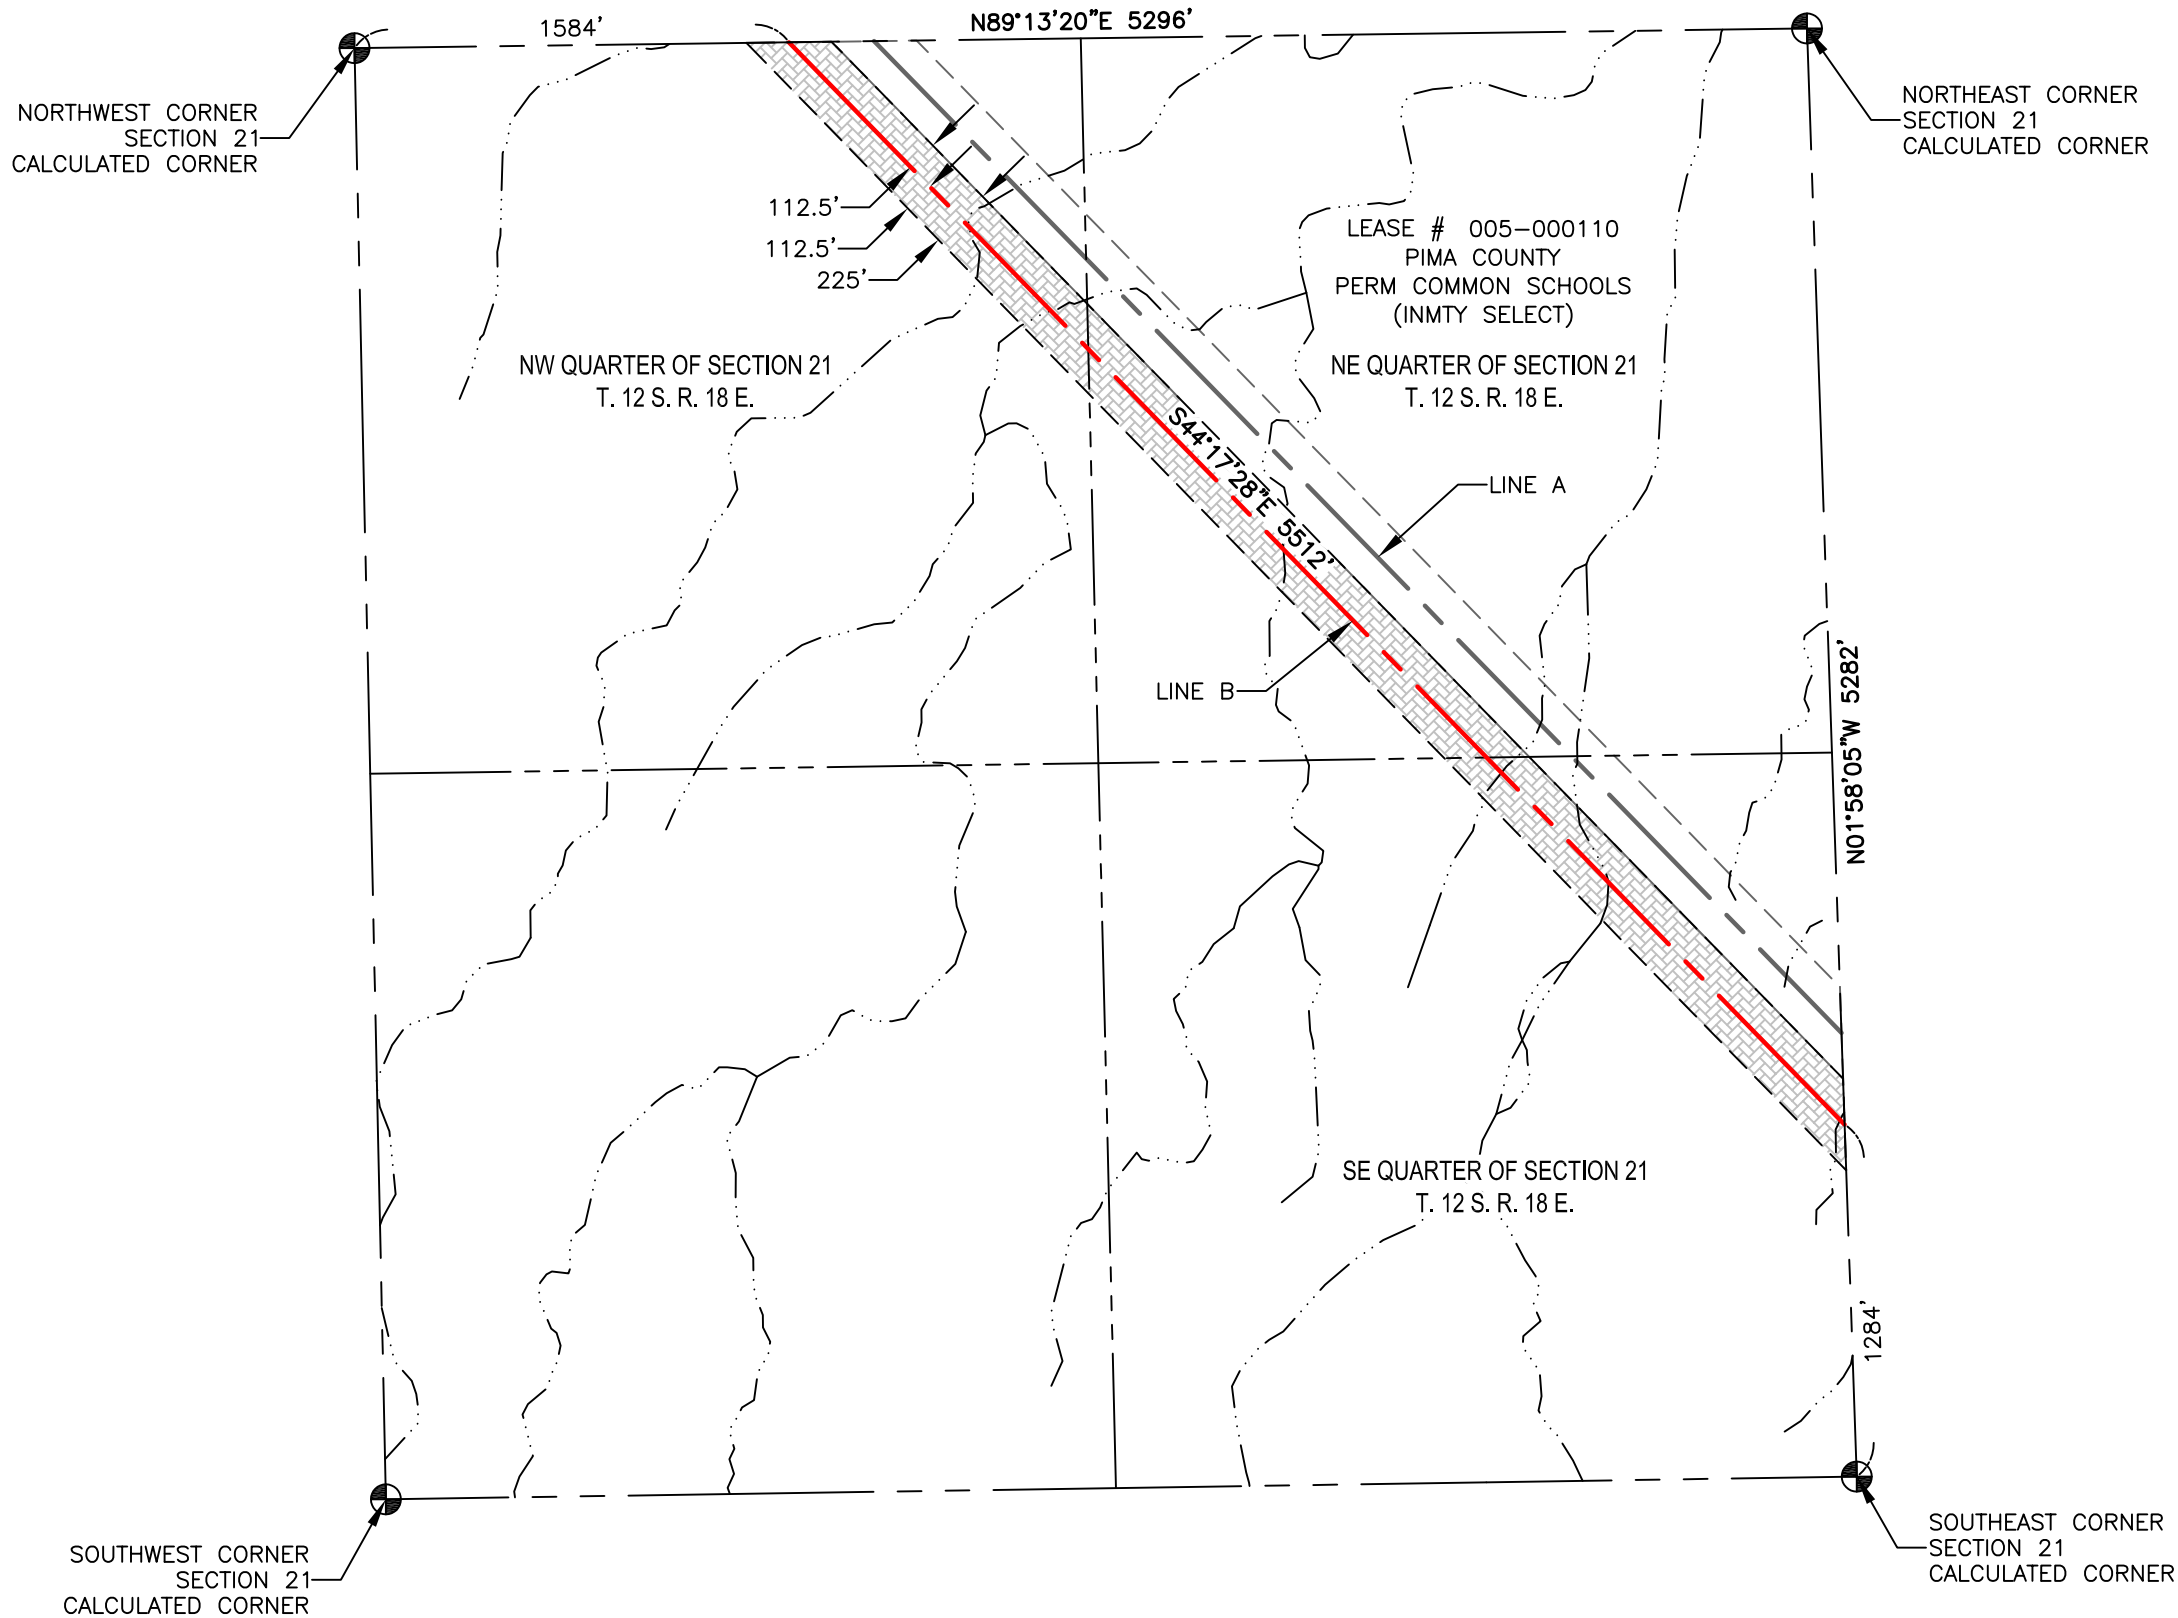 1584'
N89°13'20"E 5296'
NORTHWEST CORNER
SECTION 21
CALCULATED CORNER
NORTHEAST CORNER
SECTION 21
CALCULATED CORNER
112.5'
112.5'
225'
LEASE # 005-000110
PIMA COUNTY
PERM COMMON SCHOOLS
(INMTY SELECT)
NW QUARTER OF SECTION 21
T. 12 S. R. 18 E.
NE QUARTER OF SECTION 21
T. 12 S. R. 18 E.
S44°17'28"E 5512'
LINE A
LINE B
N01°58'05"W 5282'
SE QUARTER OF SECTION 21
T. 12 S. R. 18 E.
1284'
SOUTHWEST CORNER
SECTION 21
CALCULATED CORNER
SOUTHEAST CORNER
SECTION 21
CALCULATED CORNER